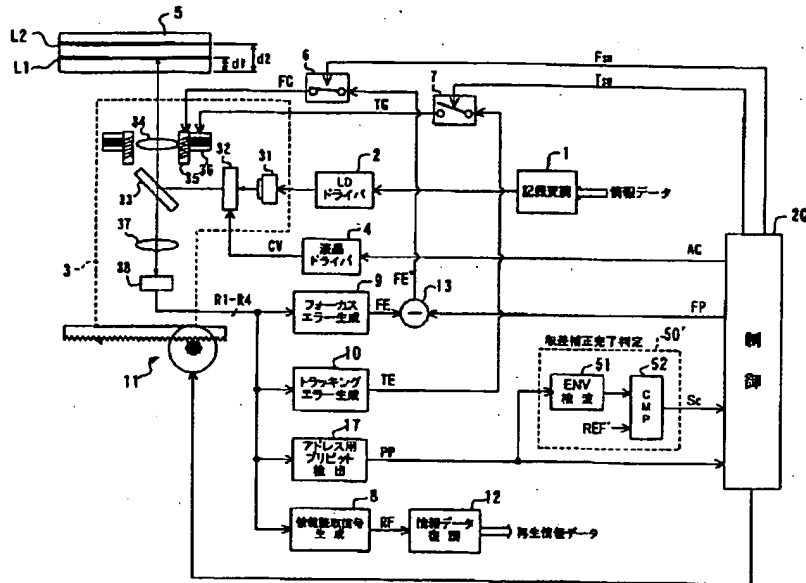 5
L2
L1
d1
d2
6
Fsw
FG
7
Tsw
TG
34
35
36
32
31
2
LD
ドライバ
1
記録変調
情報データ
33
20
37
4
液晶
ドライバ
CV
AC
38
3
FE'
13
9
フォーカス
エラー生成
FE
FP
R1-R4
制御
収差補正完了判定
50'
11
10
トラッキング
エラー生成
TE
51
ENV
検波
52
CMP
REF'
Sc
17
アドレス用
プリピット
検出
PP
8
情報読取信号
生成
RF
12
情報データ
復調
再生情報データ